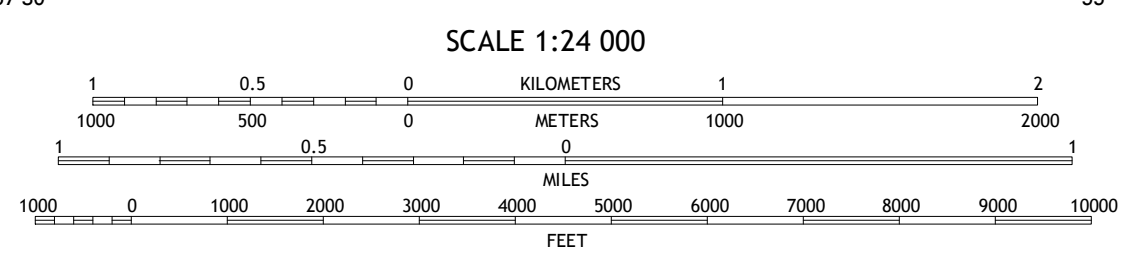 SCALE 1:24 000
1 0.5 0 KILOMETERS 1 2
1000 500 0 METERS 1000 2000
1 0.5 0 1
MILES
1000 0 1000 2000 3000 4000 5000 6000 7000 8000 9000 10000
FEET